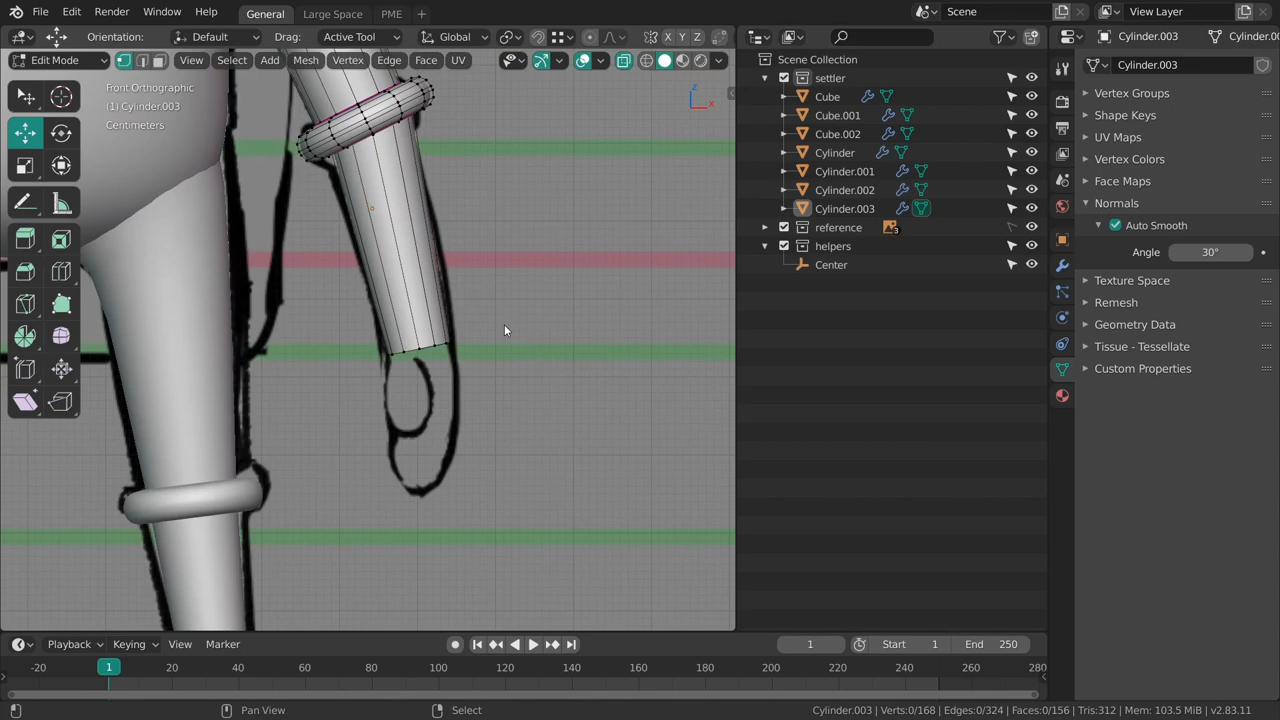 File Edit Render Window Help General Large Space PME + Scene View Layer
Orientation: Default Drag: Active Tool Global X Y Z Cylinder.003 Cylinder.00
Edit Mode View Select Add Mesh Vertex Edge Face UV Scene Collection Cylinder.003
Front Orthographic
(1) Cylinder.003
Centimeters
Z
X
settler
Cube
Cube.001
Cube.002
Cylinder
Cylinder.001
Cylinder.002
Cylinder.003
reference 3
helpers
Center
Vertex Groups
Shape Keys
UV Maps
Vertex Colors
Face Maps
Normals
Auto Smooth
Angle 30°
Texture Space
Remesh
Geometry Data
Tissue - Tessellate
Custom Properties
Playback Keying View Marker 1 Start 1 End 250
-20 1 20 40 60 80 100 120 140 160 180 200 220 240 260 280
Pan View Select Cylinder.003 | Verts:0/168 | Edges:0/324 | Faces:0/156 | Tris:312 | Mem: 103.5 MiB | v2.83.11